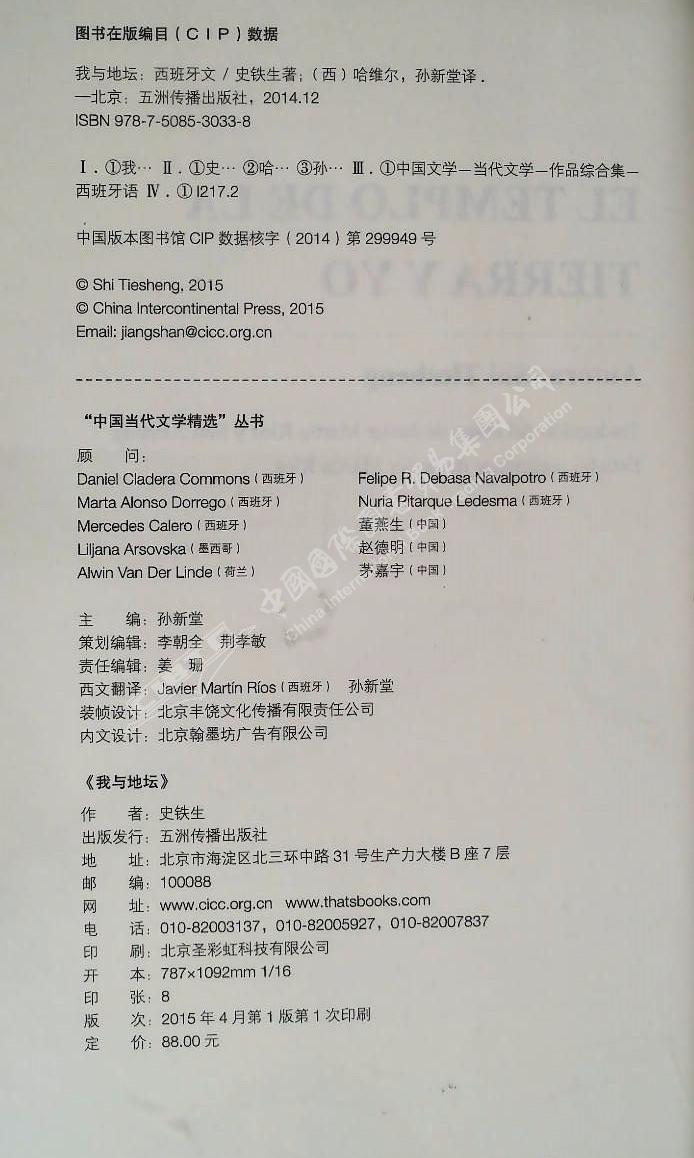 图书在版编目（CIP）数据
我与地坛：西班牙文 / 史铁生著；（西）哈维尔，孙新堂译．
—北京：五洲传播出版社，2014.12
ISBN 978-7-5085-3033-8
Ⅰ．①我… Ⅱ．①史… ②哈… ③孙… Ⅲ．①中国文学—当代文学—作品综合集—
西班牙语 Ⅳ．①I217.2
中国版本图书馆 CIP 数据核字（2014）第 299949 号
© Shi Tiesheng, 2015
© China Intercontinental Press, 2015
Email: jiangshan@cicc.org.cn
“中国当代文学精选”丛书
顾 问：
Daniel Cladera Commons（西班牙） Felipe R. Debasa Navalpotro（西班牙）
Marta Alonso Dorrego（西班牙） Nuria Pitarque Ledesma（西班牙）
Mercedes Calero（西班牙） 董燕生（中国）
Liljana Arsovska（墨西哥） 赵德明（中国）
Alwin Van Der Linde（荷兰） 茅嘉宇（中国）
主 编：孙新堂
策划编辑：李朝全 荆孝敏
责任编辑：姜 珊
西文翻译：Javier Martín Ríos（西班牙） 孙新堂
装帧设计：北京丰饶文化传播有限责任公司
内文设计：北京翰墨坊广告有限公司
《我与地坛》
作 者：史铁生
出版发行：五洲传播出版社
地 址：北京市海淀区北三环中路 31 号生产力大楼 B 座 7 层
邮 编：100088
网 址：www.cicc.org.cn www.thatsbooks.com
电 话：010-82003137，010-82005927，010-82007837
印 刷：北京圣彩虹科技有限公司
开 本：787×1092mm 1/16
印 张：8
版 次：2015 年 4 月第 1 版第 1 次印刷
定 价：88.00 元
中國國際圖書貿易集團公司
China International Book Trading Corporation